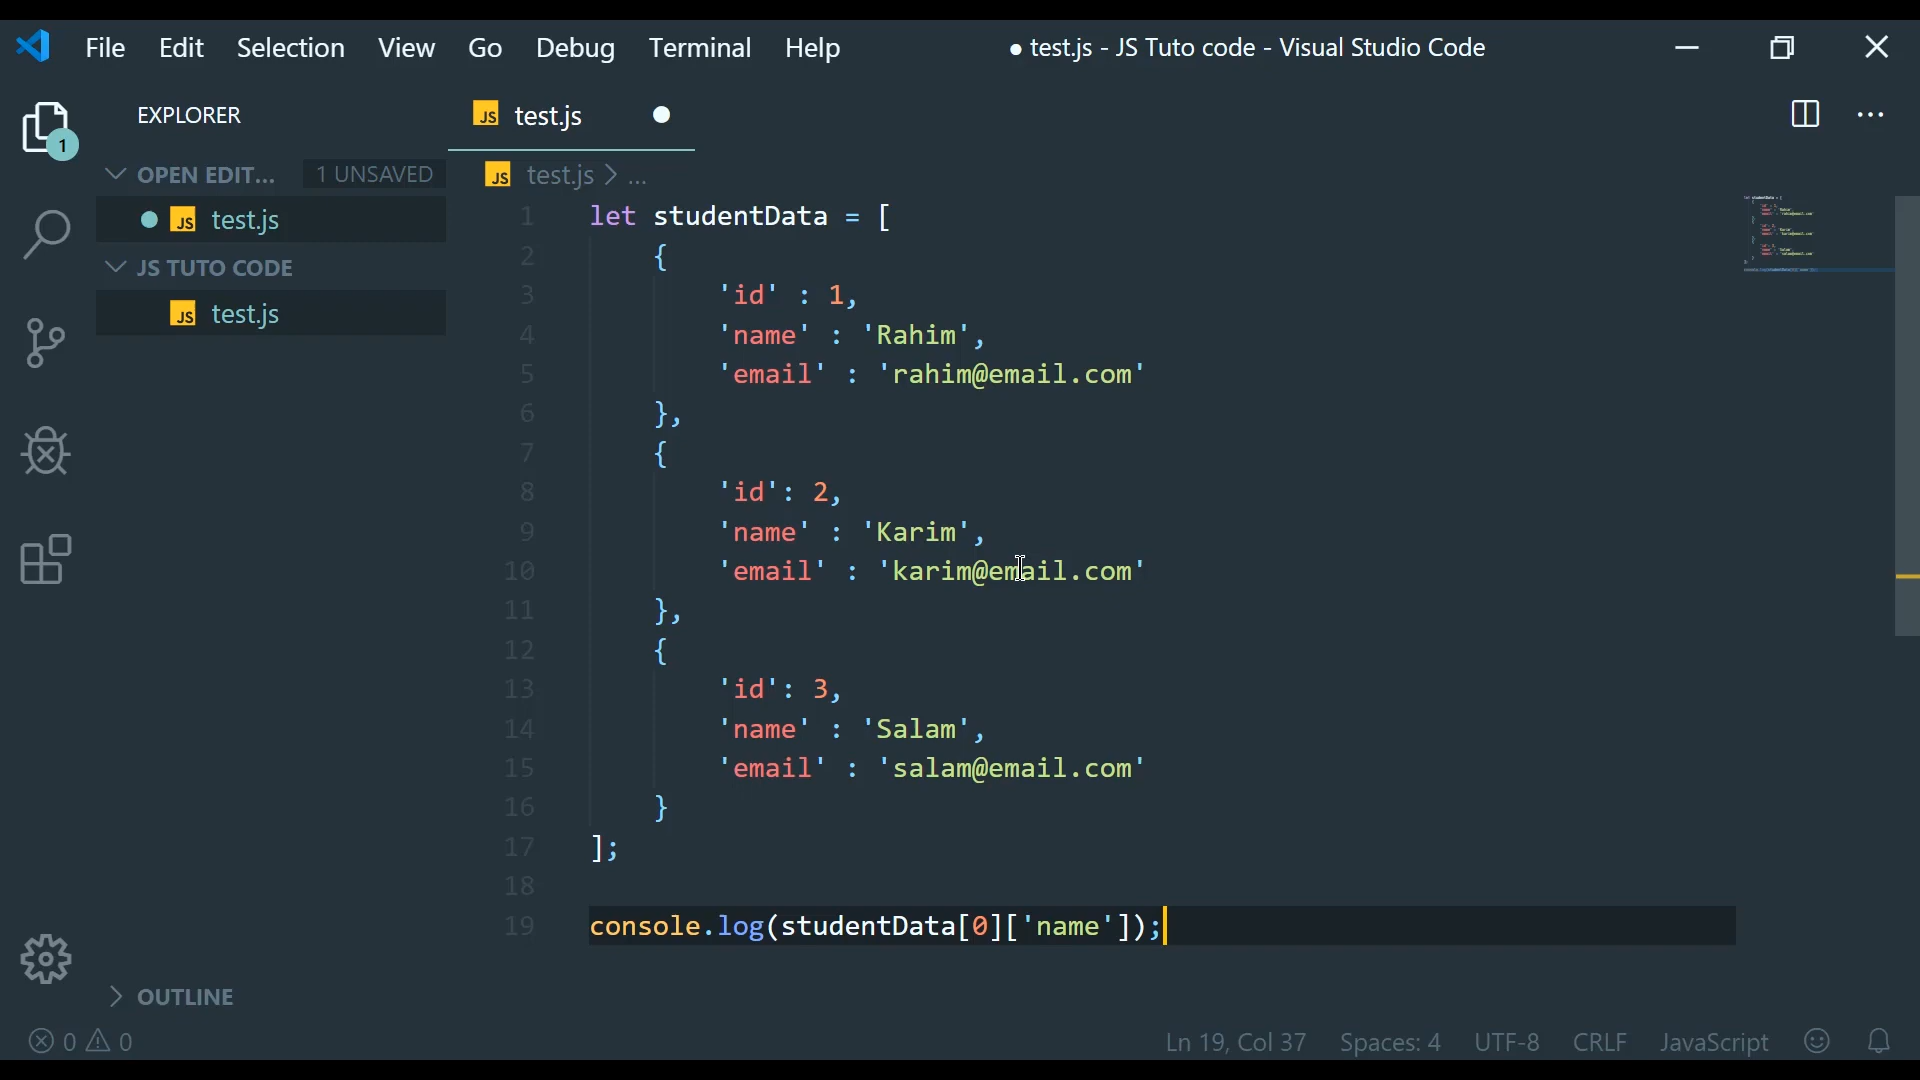 File Edit Selection View Go Debug Terminal Help
● test.js - JS Tuto code - Visual Studio Code
EXPLORER
1
OPEN EDIT... 1 UNSAVED
JS test.js
JS TUTO CODE
JS test.js
OUTLINE
JS test.js
JS test.js > ...
1 let studentData = [
2 {
3 'id' : 1,
4 'name' : 'Rahim',
5 'email' : 'rahim@email.com'
6 },
7 {
8 'id': 2,
9 'name' : 'Karim',
10 'email' : 'karim@email.com'
11 },
12 {
13 'id': 3,
14 'name' : 'Salam',
15 'email' : 'salam@email.com'
16 }
17 ];
18
19 console.log(studentData[0]['name']);
0 0 Ln 19, Col 37 Spaces: 4 UTF-8 CRLF JavaScript